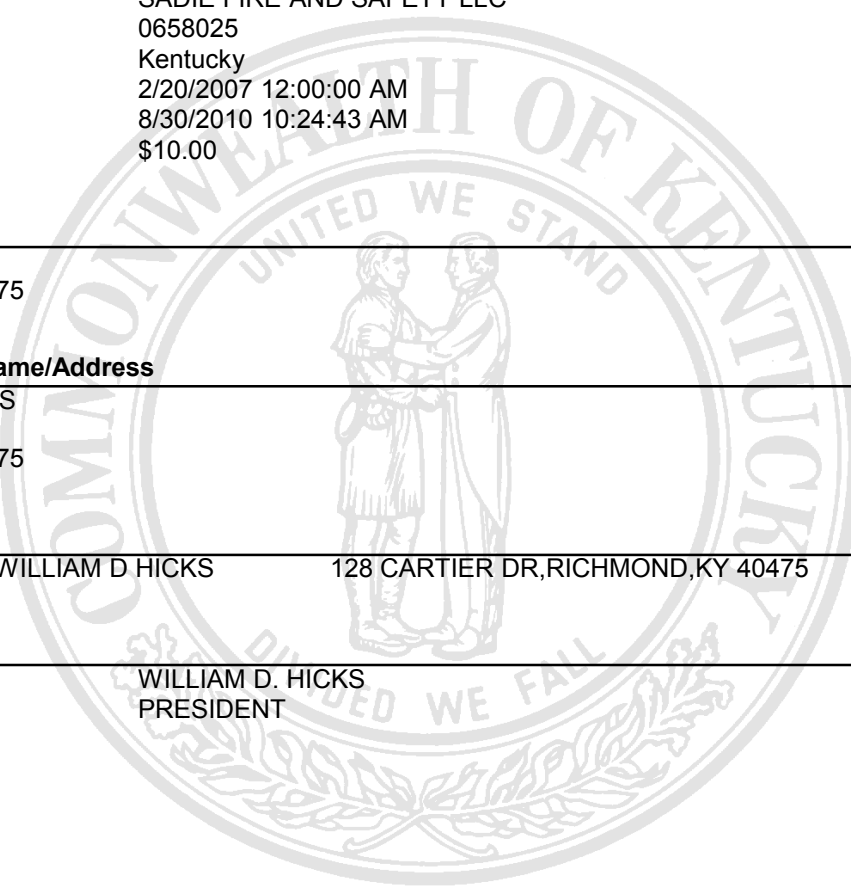 SADIE FIRE AND SAFETY LLC
0658025
Kentucky
2/20/2007 12:00:00 AM
8/30/2010 10:24:43 AM
$10.00
75
ame/Address
S
75
WILLIAM D HICKS 128 CARTIER DR,RICHMOND,KY 40475
WILLIAM D. HICKS
PRESIDENT
COMMONWEALTH OF KENTUCKY
UNITED WE STAND
DIVIDED WE FALL